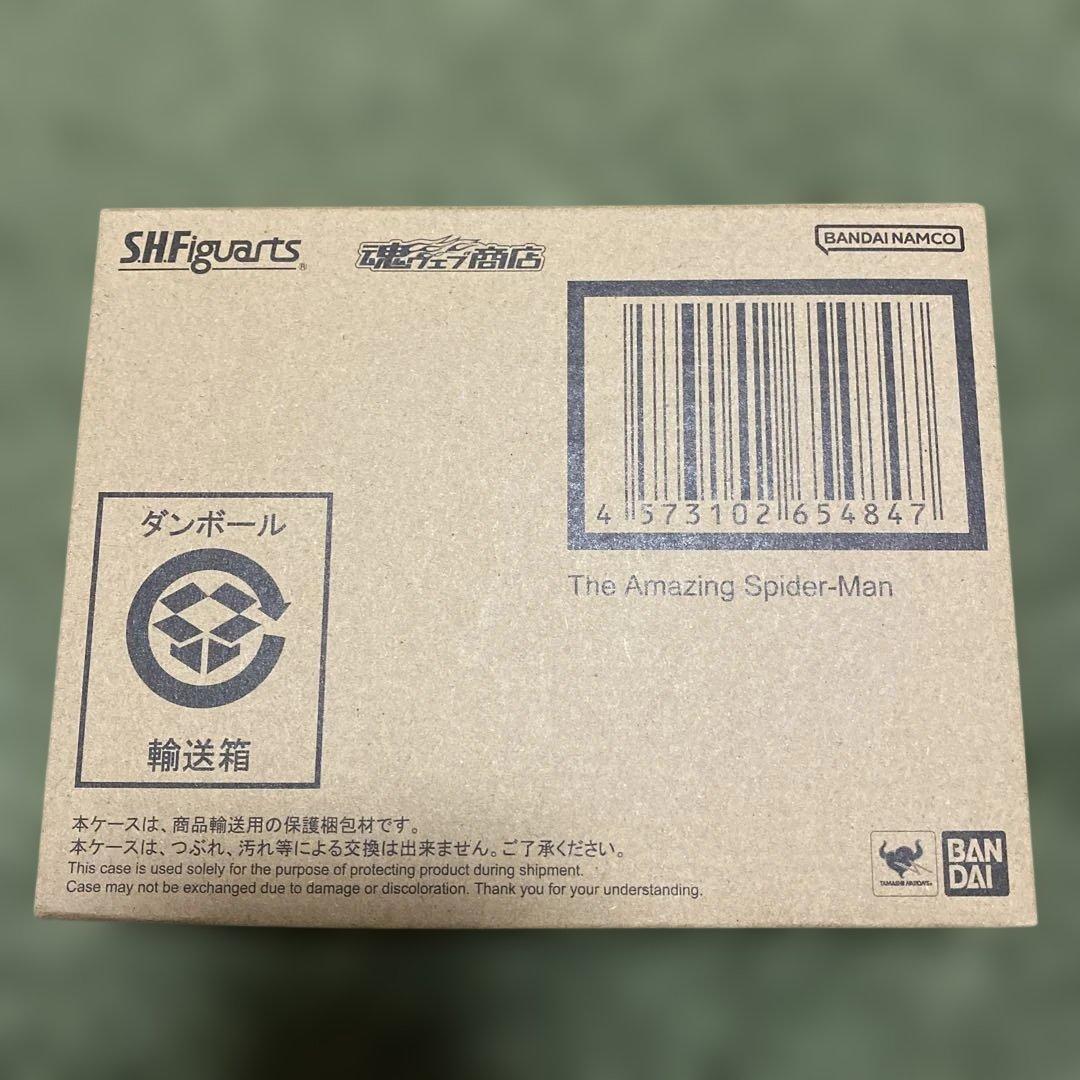 S.H.Figuarts®
魂ウェブ商店
BANDAI NAMCO
4 573102 654847
The Amazing Spider-Man
ダンボール
輸送箱
本ケースは、商品輸送用の保護梱包材です。
本ケースは、つぶれ、汚れ等による交換は出来ません。ご了承ください。
This case is used solely for the purpose of protecting product during shipment.
Case may not be exchanged due to damage or discoloration. Thank you for your understanding.
TAMASHII NATIONS
BAN
DAI